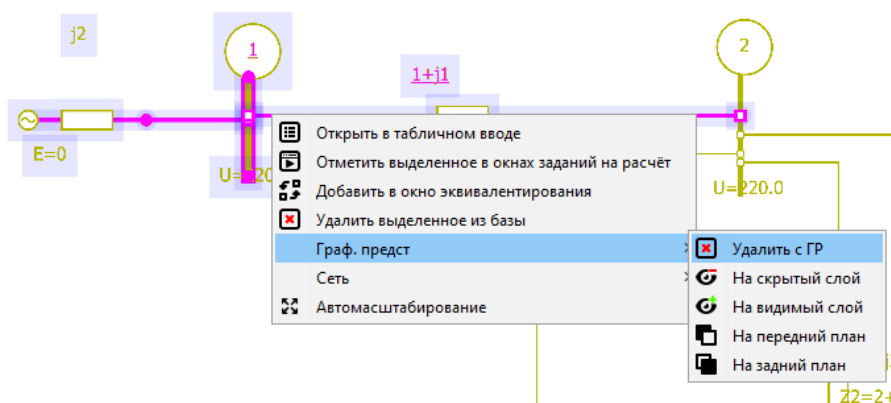 j2
1
2
1+j1
E=0
U=220.0
Открыть в табличном вводе
Отметить выделенное в окнах заданий на расчёт
Добавить в окно эквивалентирования
Удалить выделенное из базы
Граф. предст
Сеть
Автомасштабирование
Удалить с ГР
На скрытый слой
На видимый слой
На передний план
На задний план
Z2=2+